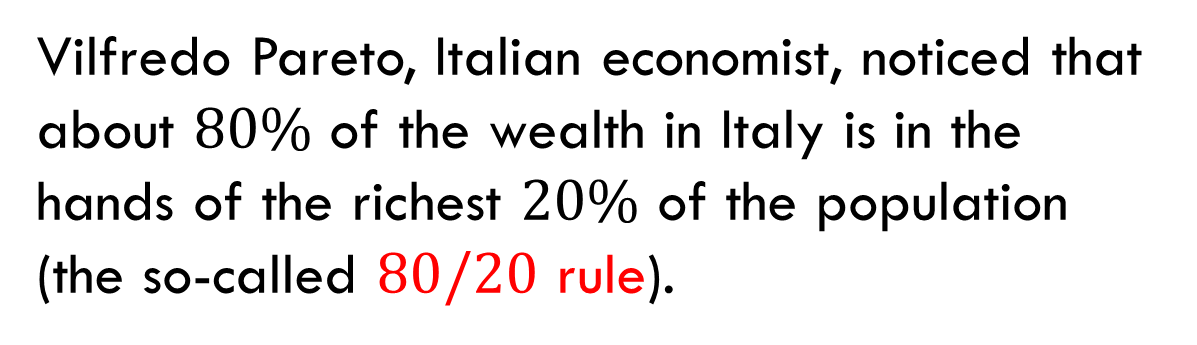 Vilfredo Pareto, Italian economist, noticed that
about 80% of the wealth in Italy is in the
hands of the richest 20% of the population
(the so-called 80/20 rule).